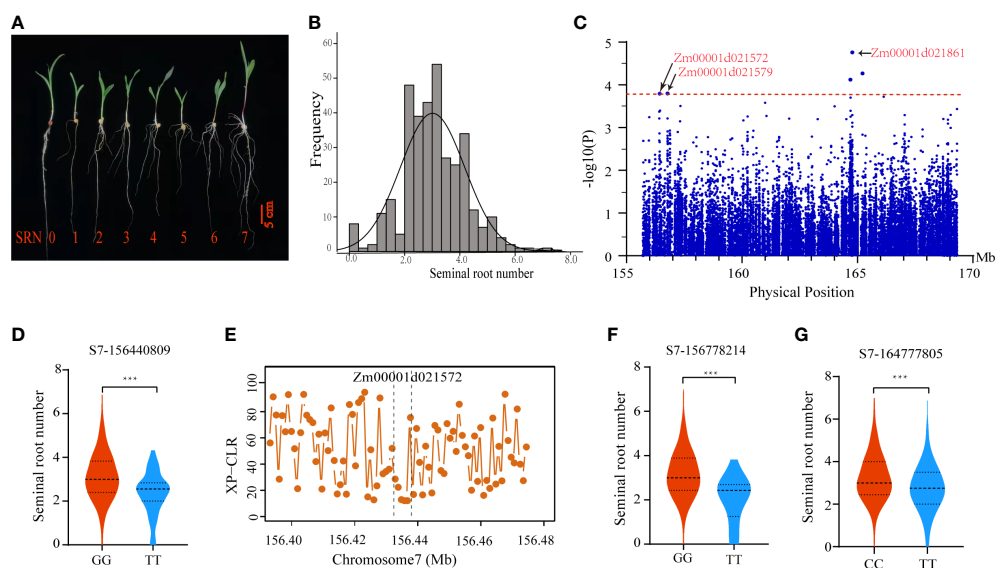 A
SRN 0 1 2 3 4 5 6 7
5 cm
B
Frequency
60
50
40
30
20
10
0
0.0 2.0 4.0 6.0 8.0
Seminal root number
C
-log10(P)
5
4
3
2
1
0
Zm00001d021572
Zm00001d021579
Zm00001d021861
155 160 165 170 Mb
Physical Position
D
S7-156440809
***
Seminal root number
8
6
4
2
0
GG TT
E
Zm00001d021572
XP-CLR
100
80
60
40
20
0
156.40 156.42 156.44 156.46 156.48
Chromosome7 (Mb)
F
S7-156778214
***
Seminal root number
8
6
4
2
0
GG TT
G
S7-164777805
***
Seminal root number
8
6
4
2
0
CC TT